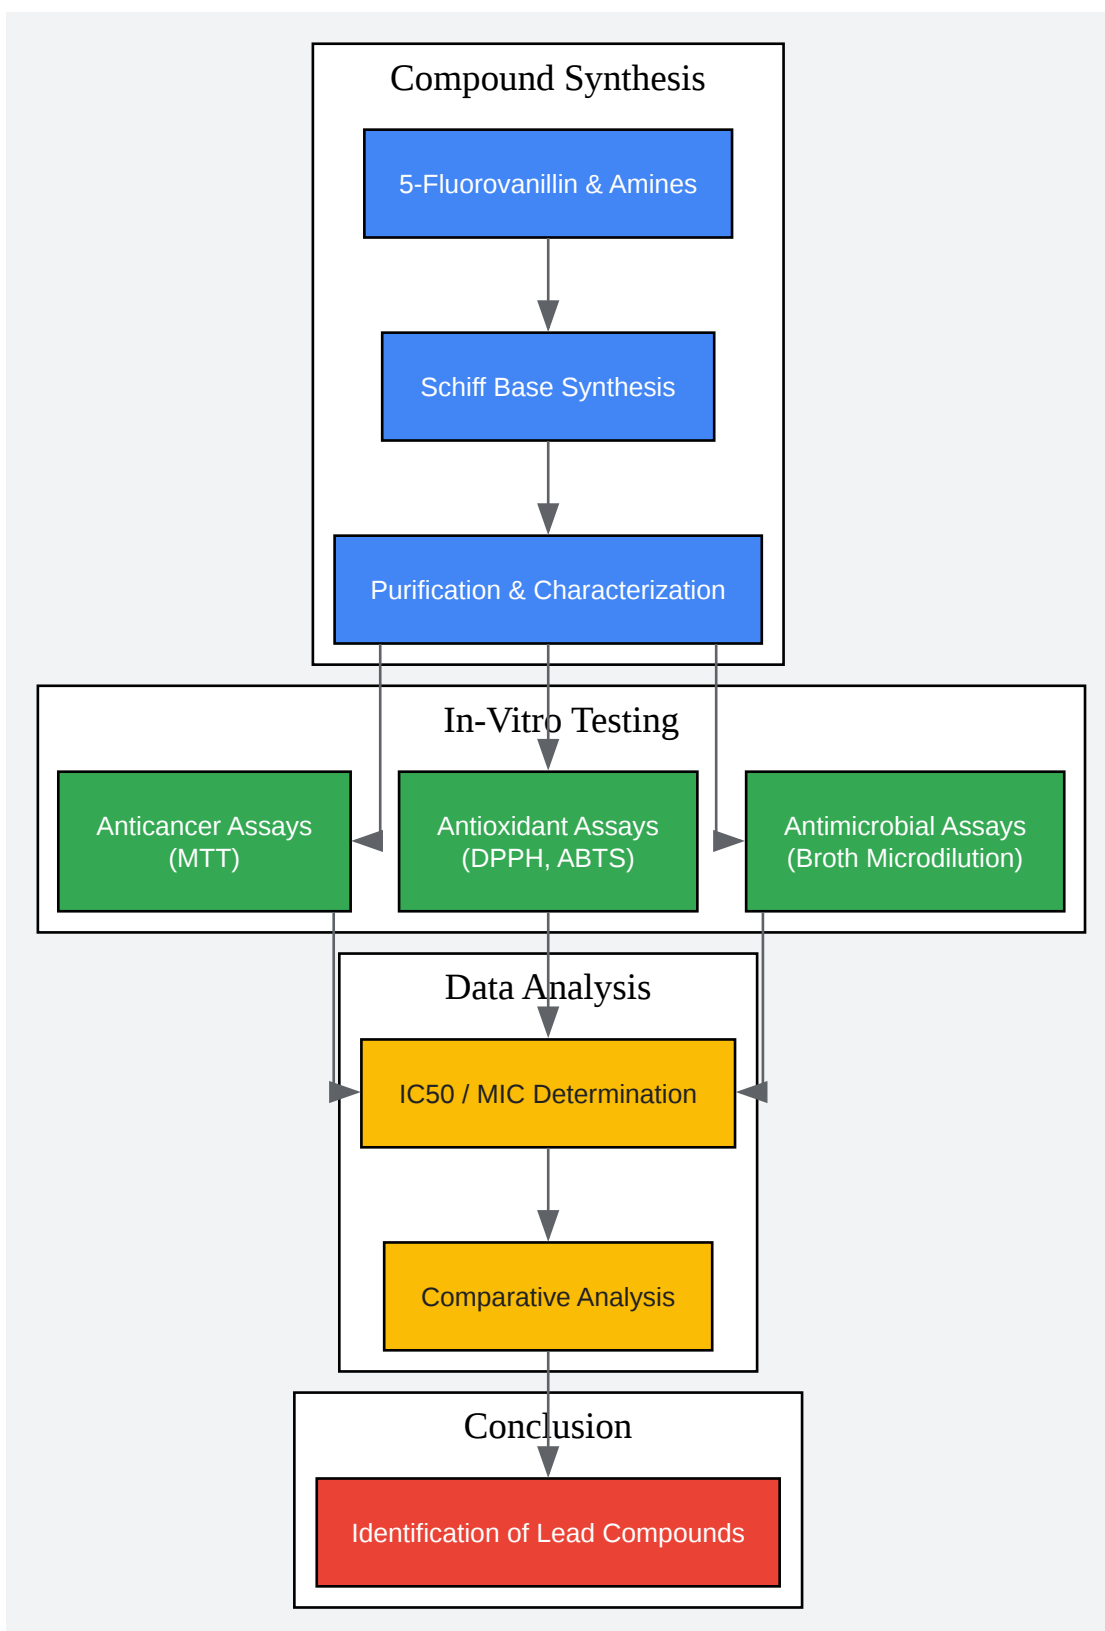 Compound Synthesis
5-Fluorovanillin & Amines
Schiff Base Synthesis
Purification & Characterization
In-Vitro Testing
Anticancer Assays
(MTT)
Antioxidant Assays
(DPPH, ABTS)
Antimicrobial Assays
(Broth Microdilution)
Data Analysis
IC50 / MIC Determination
Comparative Analysis
Conclusion
Identification of Lead Compounds